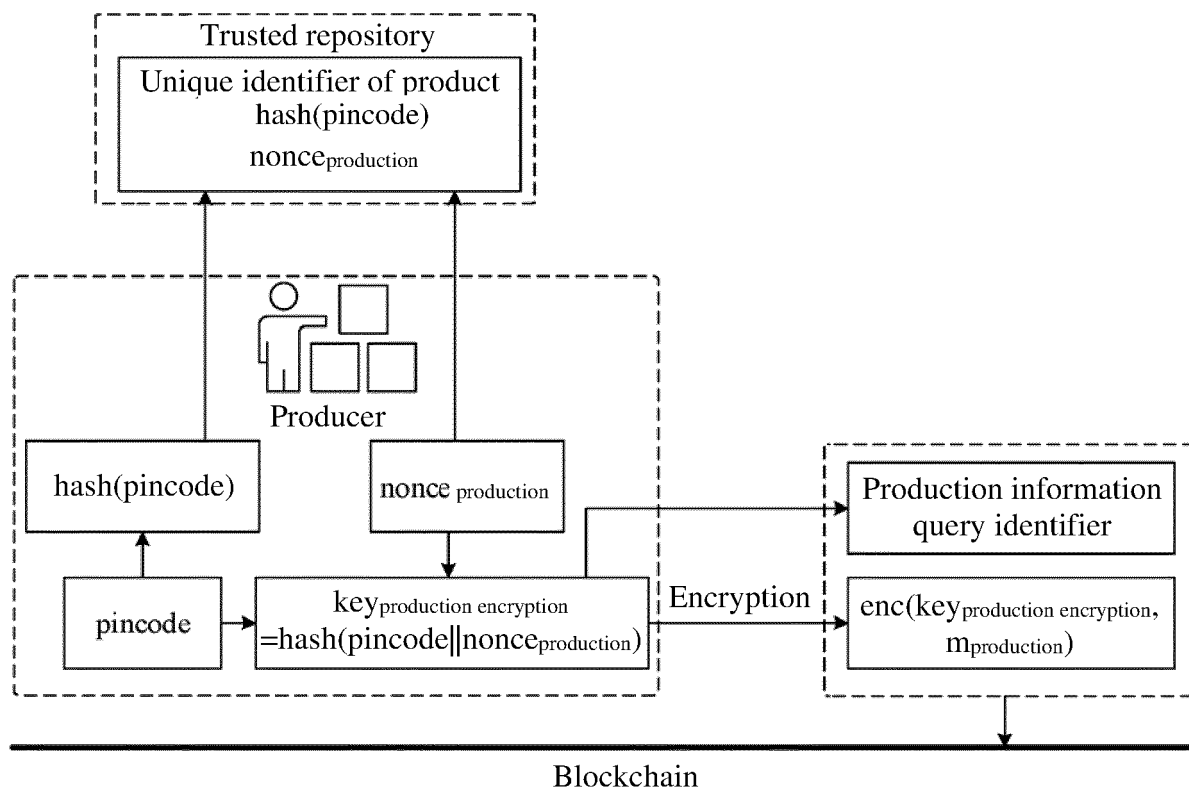 Trusted repository
Unique identifier of product
hash(pincode)
nonceproduction
Producer
hash(pincode)
nonce production
Production information
query identifier
pincode
keyproduction encryption
=hash(pincode||nonceproduction)
Encryption
enc(keyproduction encryption,
mproduction)
Blockchain